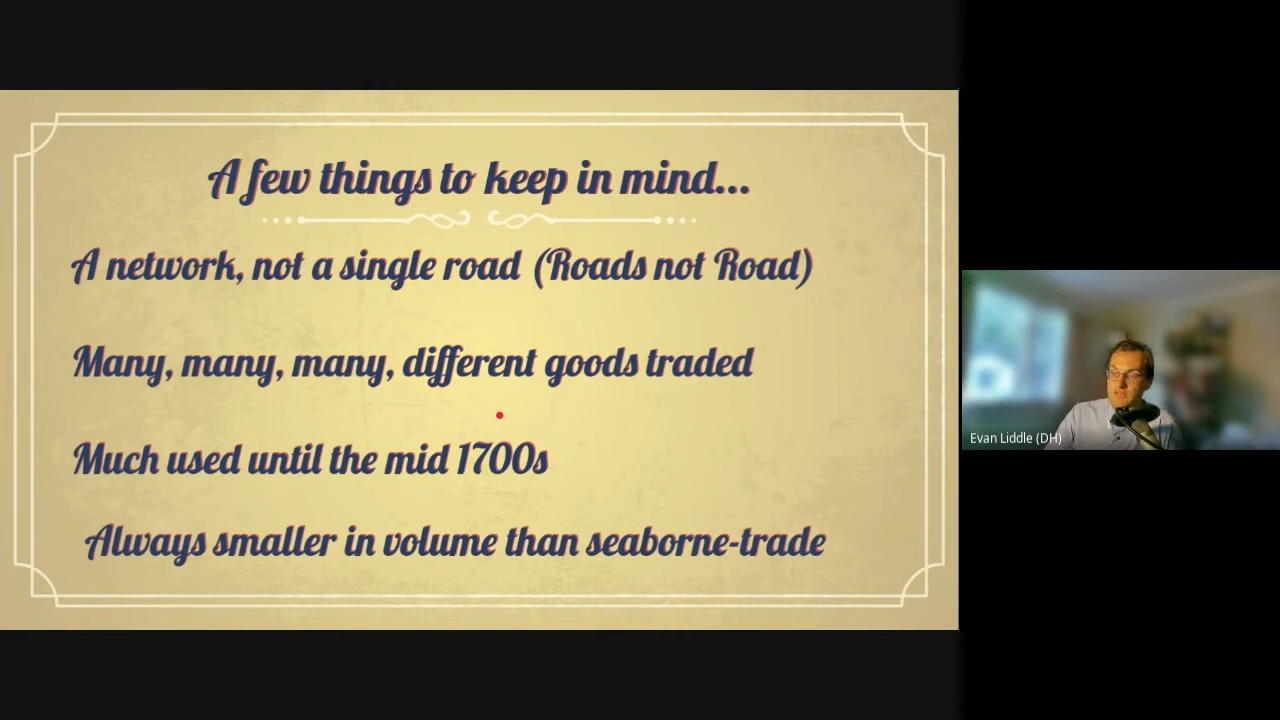 A few things to keep in mind...
A network, not a single road (Roads not Road)
Many, many, many, different goods traded
Much used until the mid 1700s
Always smaller in volume than seaborne-trade
Evan Liddle (DH)